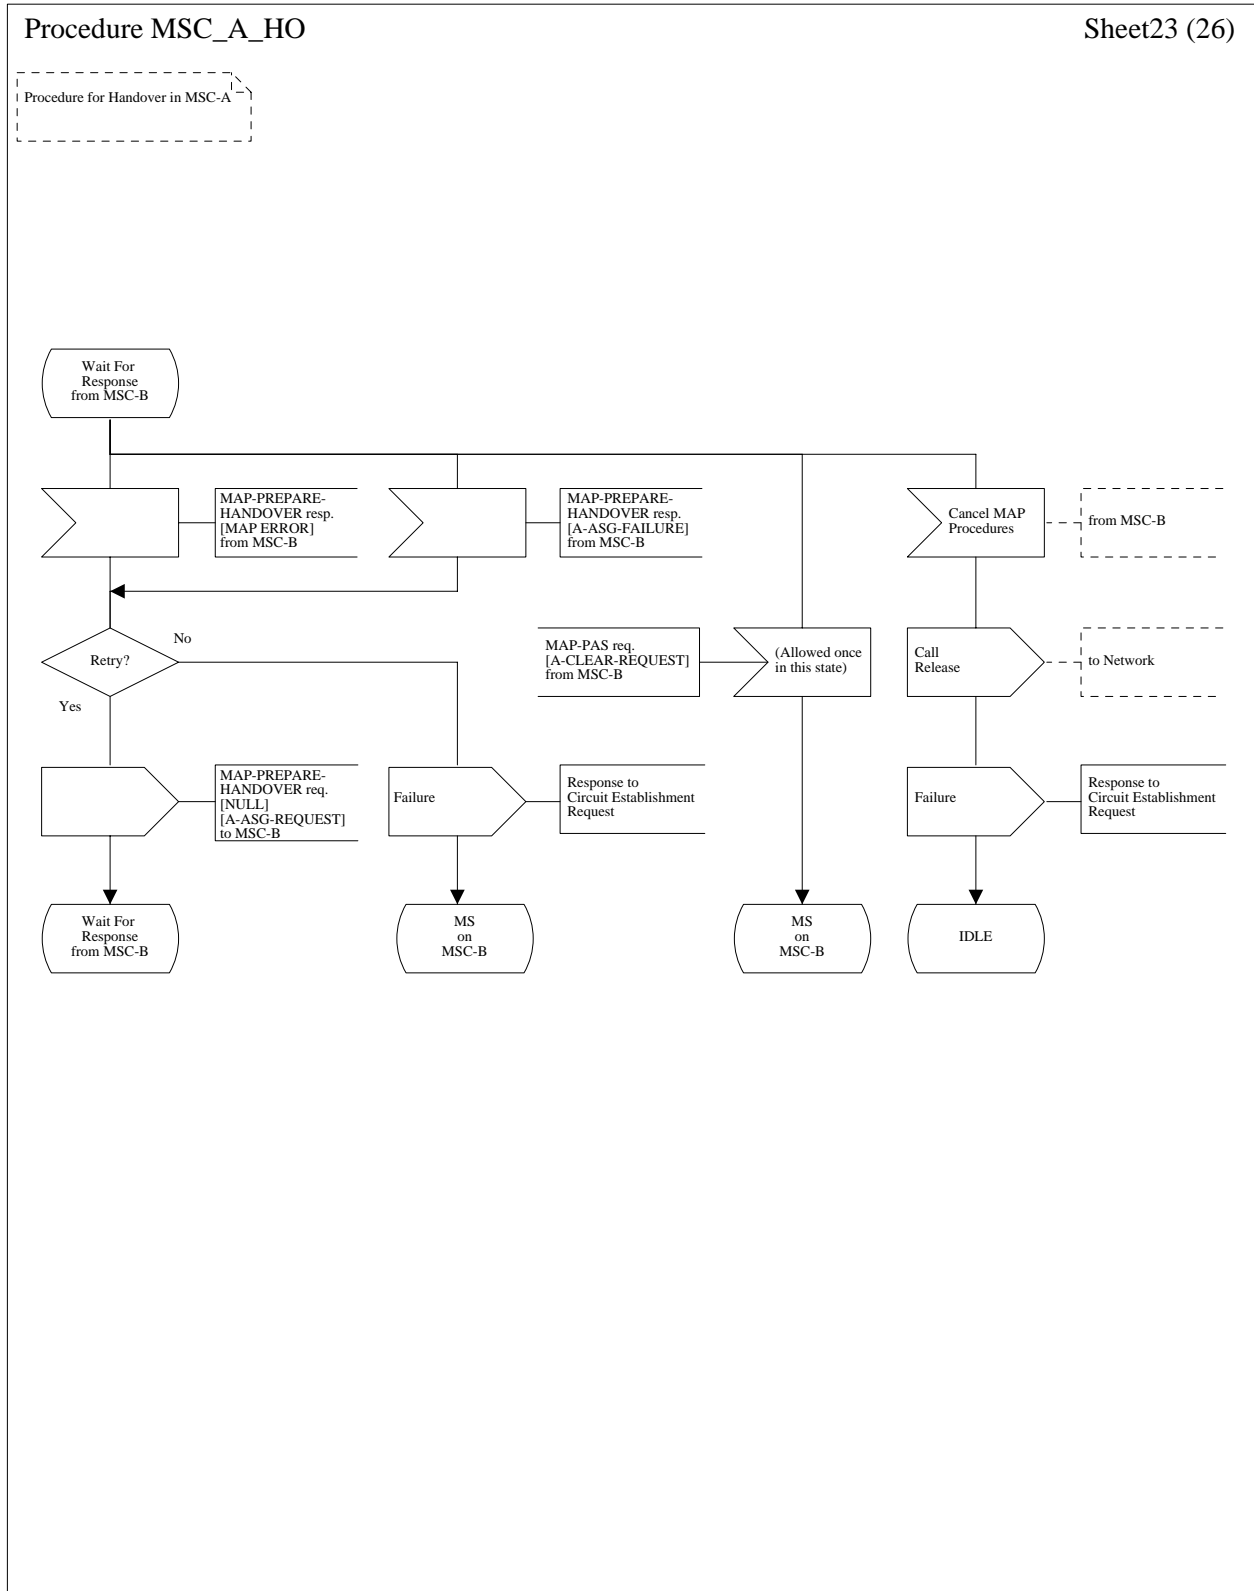 Procedure MSC_A_HO
Sheet23 (26)
Procedure for Handover in MSC-A
Wait For
Response
from MSC-B
MAP-PREPARE-
HANDOVER resp.
[MAP ERROR]
from MSC-B
MAP-PREPARE-
HANDOVER resp.
[A-ASG-FAILURE]
from MSC-B
Cancel MAP
Procedures
from MSC-B
Retry?
No
Yes
MAP-PAS req.
[A-CLEAR-REQUEST]
from MSC-B
(Allowed once
in this state)
Call
Release
to Network
MAP-PREPARE-
HANDOVER req.
[NULL]
[A-ASG-REQUEST]
to MSC-B
Failure
Response to
Circuit Establishment
Request
Failure
Response to
Circuit Establishment
Request
Wait For
Response
from MSC-B
MS
on
MSC-B
MS
on
MSC-B
IDLE